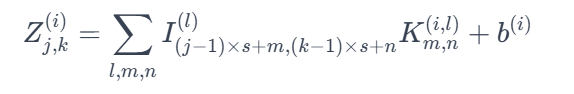 $Z_{j,k}^{(i)} = \sum_{l,m,n} I_{(j-1)\times s+m,(k-1)\times s+n}^{(l)} K_{m,n}^{(i,l)} + b^{(i)}$